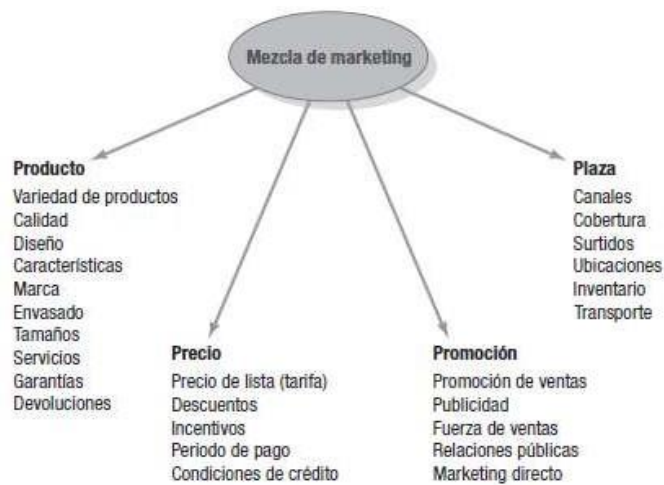 Mezcla de marketing
Producto
Variedad de productos
Calidad
Diseño
Características
Marca
Envasado
Tamaños
Servicios
Garantías
Devoluciones
Precio
Precio de lista (tarifa)
Descuentos
Incentivos
Periodo de pago
Condiciones de crédito
Promoción
Promoción de ventas
Publicidad
Fuerza de ventas
Relaciones públicas
Marketing directo
Plaza
Canales
Cobertura
Surtidos
Ubicaciones
Inventario
Transporte